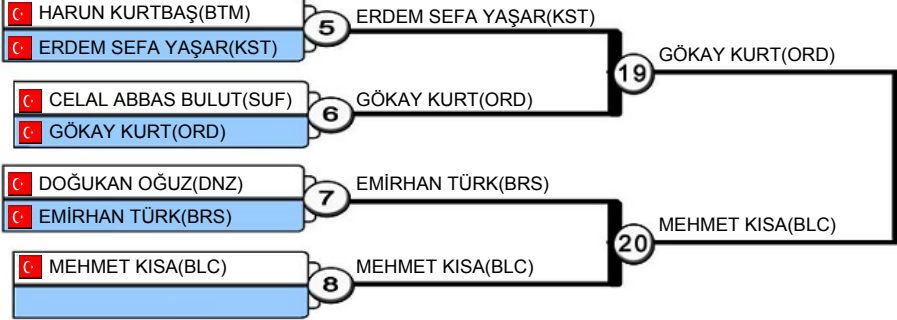 HARUN KURTBAŞ(BTM)
ERDEM SEFA YAŞAR(KST)
5
ERDEM SEFA YAŞAR(KST)
CELAL ABBAS BULUT(SUF)
GÖKAY KURT(ORD)
6
GÖKAY KURT(ORD)
19
GÖKAY KURT(ORD)
DOĞUKAN OĞUZ(DNZ)
EMİRHAN TÜRK(BRS)
7
EMİRHAN TÜRK(BRS)
MEHMET KISA(BLC)
8
MEHMET KISA(BLC)
20
MEHMET KISA(BLC)